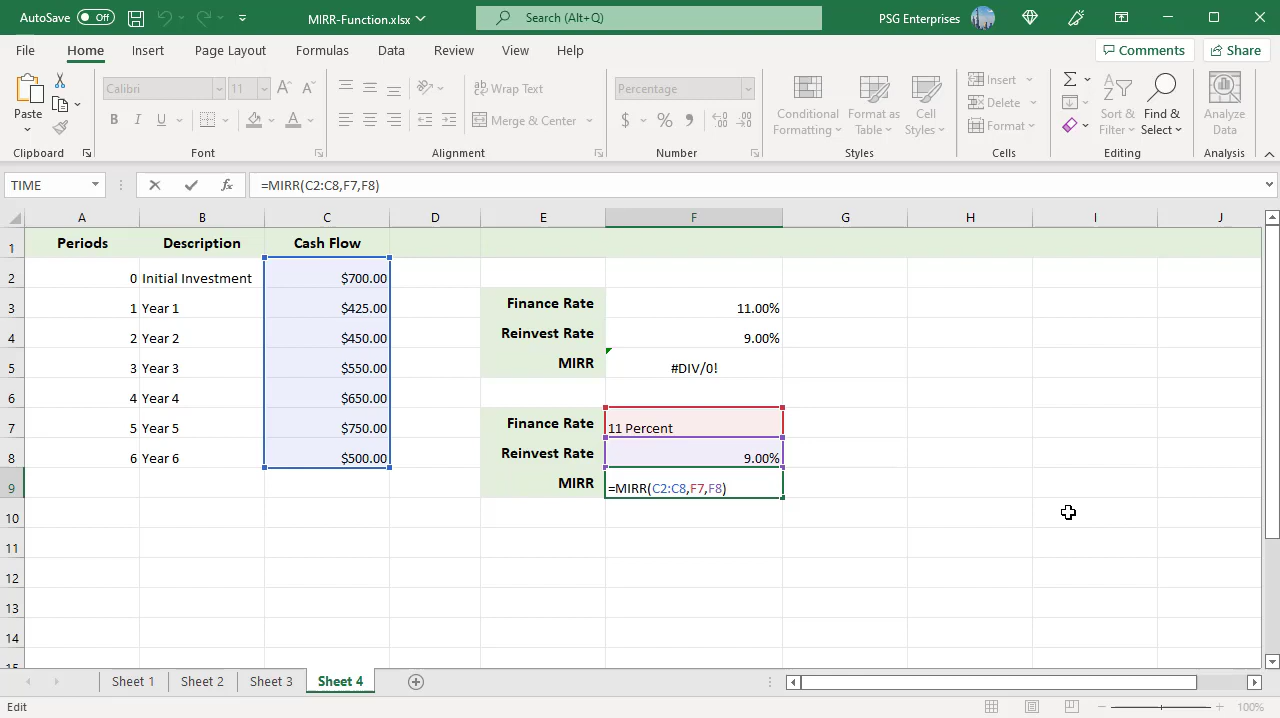 AutoSave Off MIRR-Function.xlsx Search (Alt+Q) PSG Enterprises
File Home Insert Page Layout Formulas Data Review View Help Comments Share
Paste Calibri 11 Wrap Text Merge & Center Percentage Conditional Formatting Format as Table Cell Styles Insert Delete Format Sort & Filter Find & Select Analyze Data
Clipboard Font Alignment Number Styles Cells Editing Analysis
TIME =MIRR(C2:C8,F7,F8)
A B C D E F G H I J
1 Periods Description Cash Flow
2 0 Initial Investment $700.00
3 1 Year 1 $425.00 Finance Rate 11.00%
4 2 Year 2 $450.00 Reinvest Rate 9.00%
5 3 Year 3 $550.00 MIRR #DIV/0!
6 4 Year 4 $650.00
7 5 Year 5 $750.00 Finance Rate 11 Percent
8 6 Year 6 $500.00 Reinvest Rate 9.00%
9 MIRR =MIRR(C2:C8,F7,F8)
10
11
12
13
14
15
Sheet 1 Sheet 2 Sheet 3 Sheet 4
Edit 100%